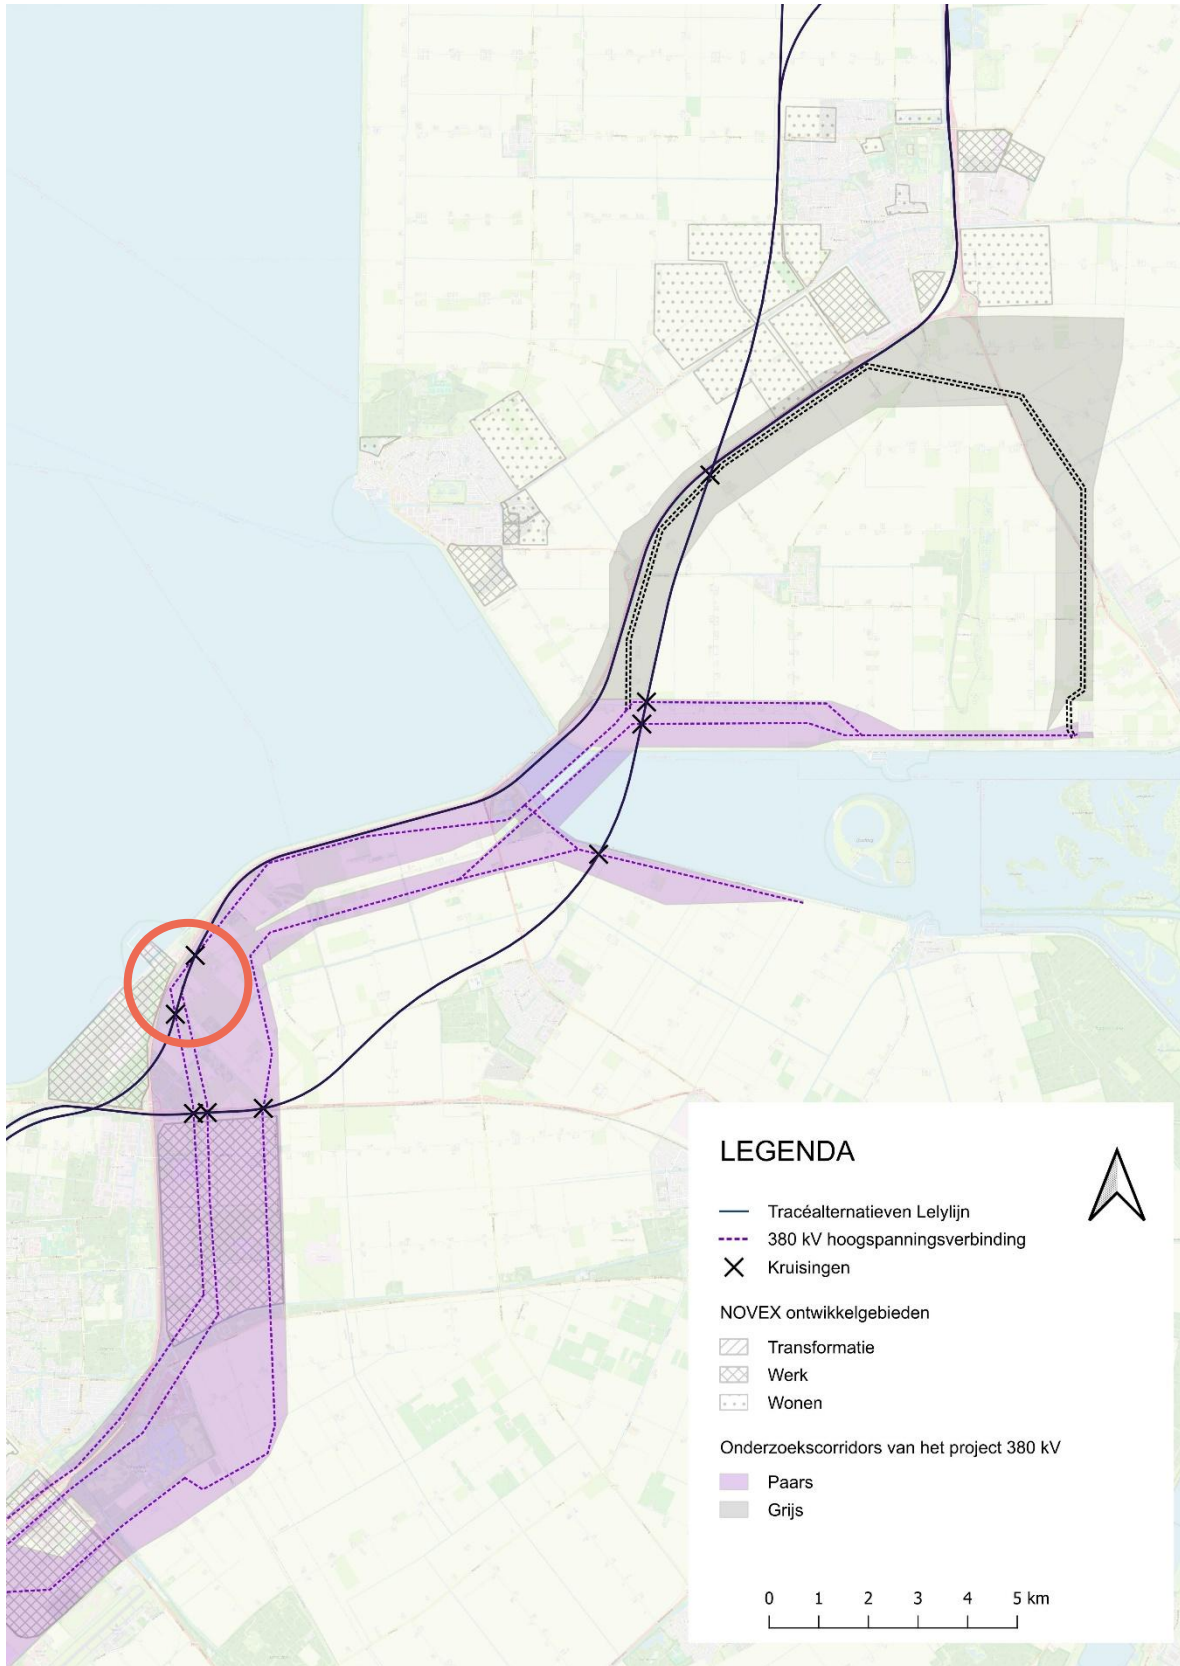 LEGENDA
Tracéalternatieven Lelylijn
380 kV hoogspanningsverbinding
Kruisingen
NOVEX ontwikkelgebieden
Transformatie
Werk
Wonen
Onderzoekscorridors van het project 380 kV
Paars
Grijs
0 1 2 3 4 5 km